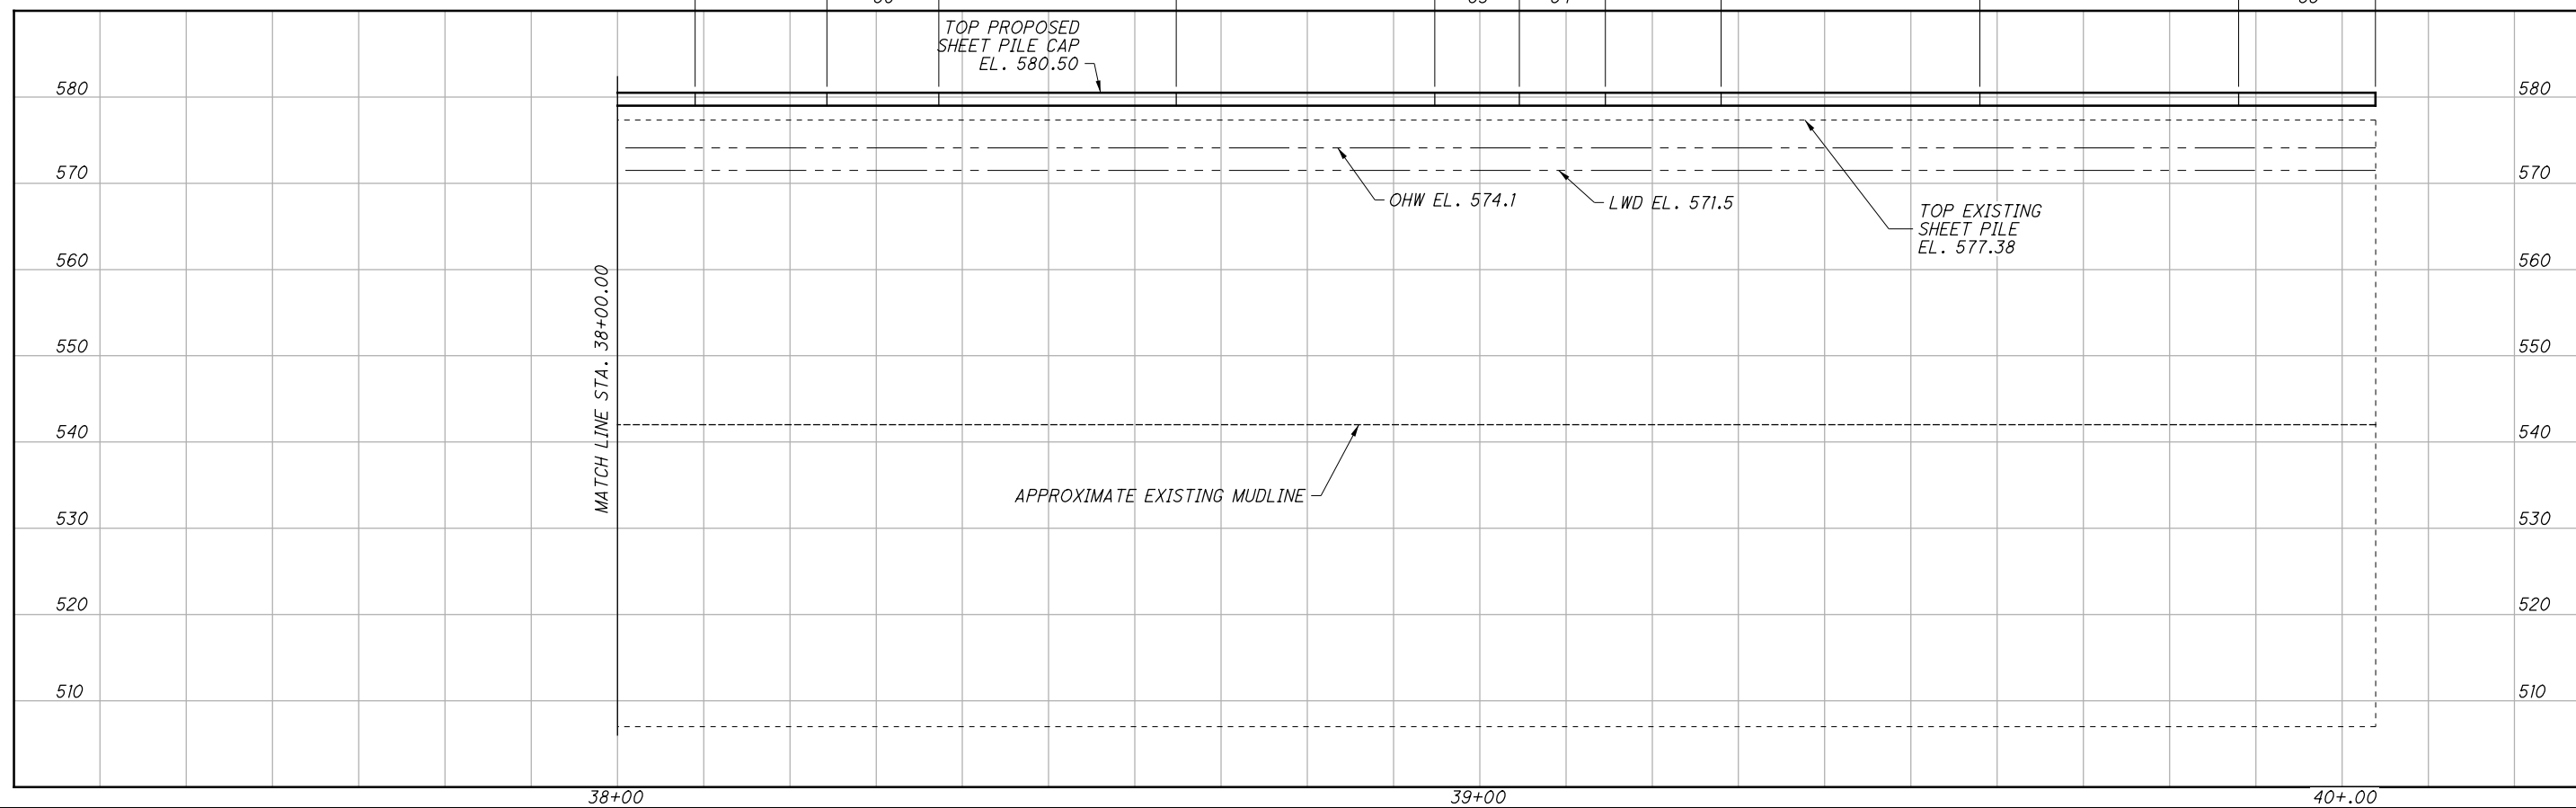 TOP PROPOSED
SHEET PILE CAP
EL. 580.50
580
580
570
570
OHW EL. 574.1
LWD EL. 571.5
TOP EXISTING
SHEET PILE
EL. 577.38
560
560
MATCH LINE STA. 38+00.00
550
550
540
540
APPROXIMATE EXISTING MUDLINE
530
530
520
520
510
510
38+00
39+00
40+.00